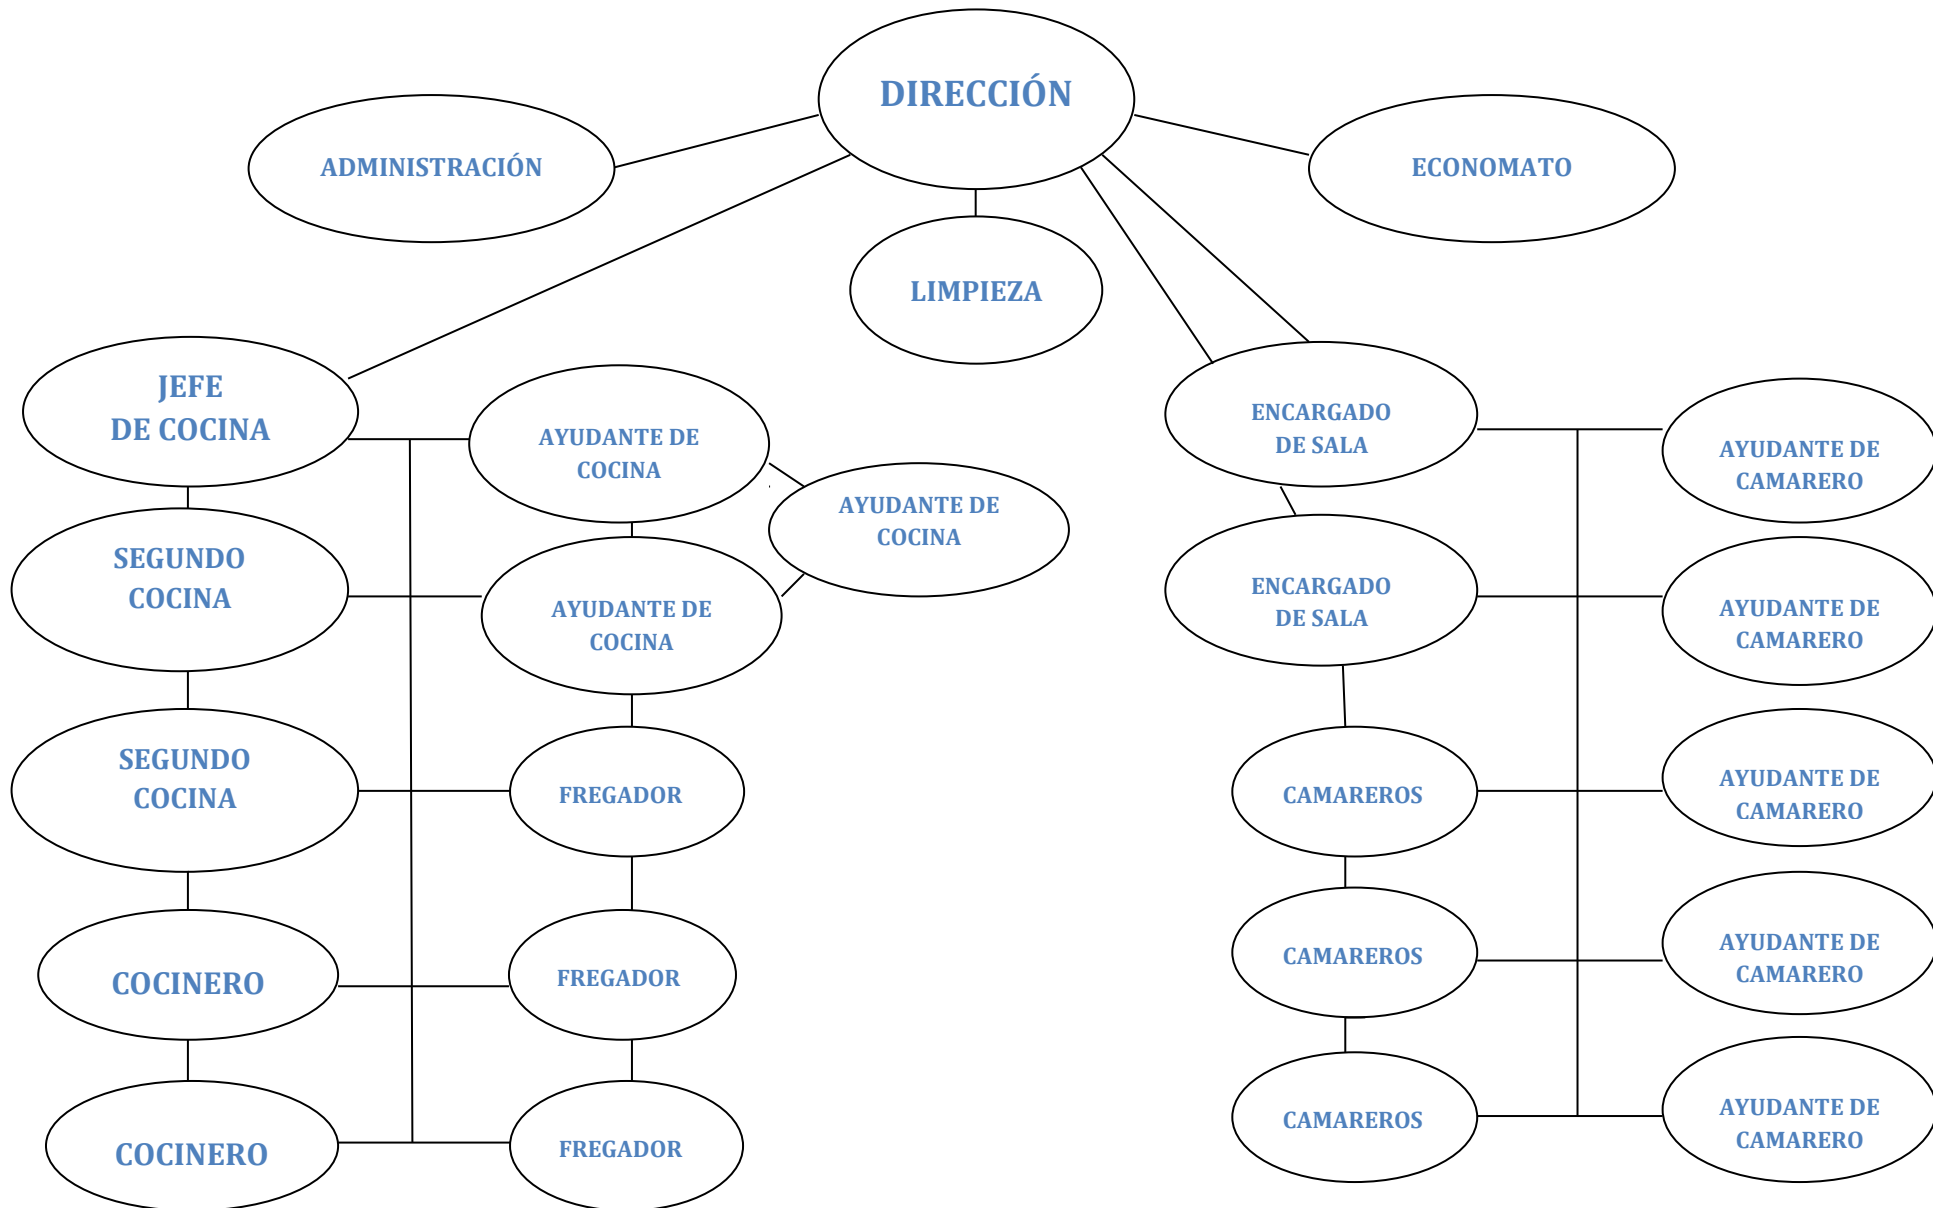 DIRECCIÓN
ADMINISTRACIÓN
ECONOMATO
LIMPIEZA
JEFE
DE COCINA
AYUDANTE DE
COCINA
AYUDANTE DE
COCINA
ENCARGADO
DE SALA
AYUDANTE DE
CAMARERO
SEGUNDO
COCINA
AYUDANTE DE
COCINA
ENCARGADO
DE SALA
AYUDANTE DE
CAMARERO
SEGUNDO
COCINA
FREGADOR
CAMAREROS
AYUDANTE DE
CAMARERO
COCINERO
FREGADOR
CAMAREROS
AYUDANTE DE
CAMARERO
COCINERO
FREGADOR
CAMAREROS
AYUDANTE DE
CAMARERO